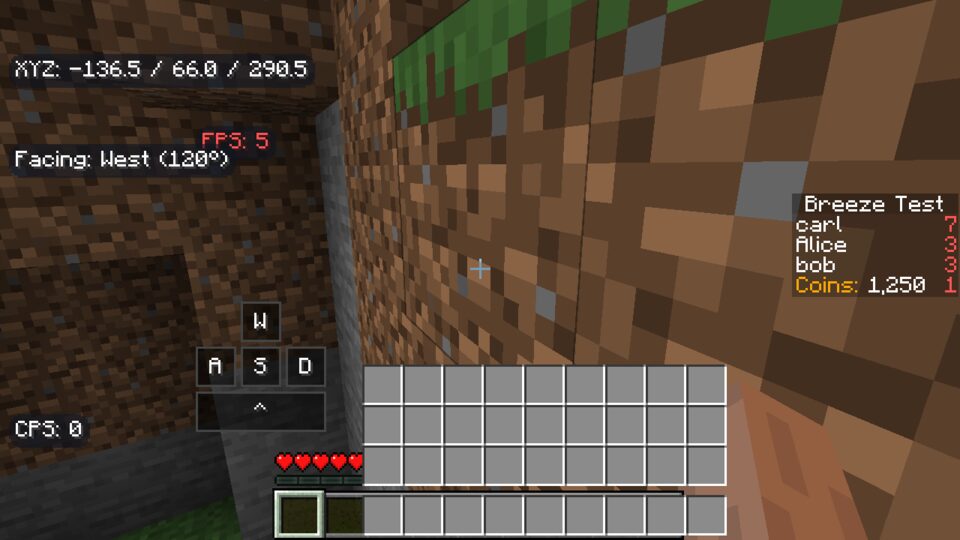 XYZ: -136.5 / 66.0 / 290.5
FPS: 5
Facing: West (120°)
Breeze Test
carl 7
Alice 3
bob 3
Coins: 1,250 1
W
A S D
^
CPS: 0